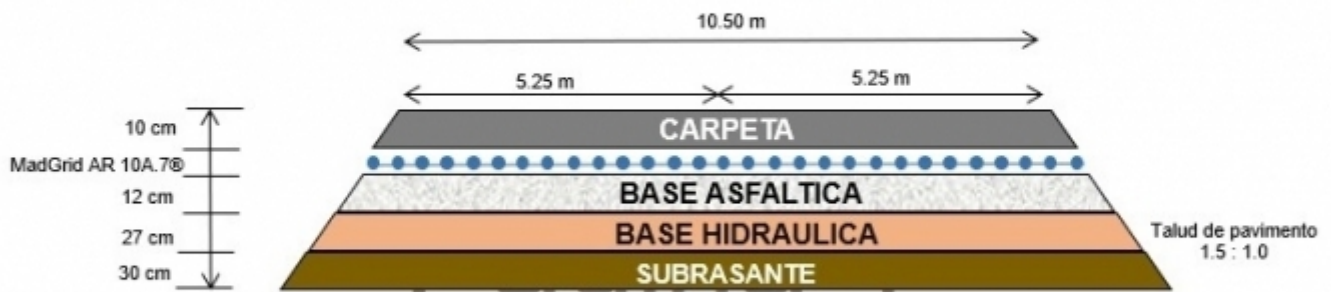 10.50 m
5.25 m
5.25 m
10 cm
CARPETA
MadGrid AR 10A.7®
12 cm
BASE ASFALTICA
27 cm
BASE HIDRAULICA
Talud de pavimento
1.5 : 1.0
30 cm
SUBRASANTE